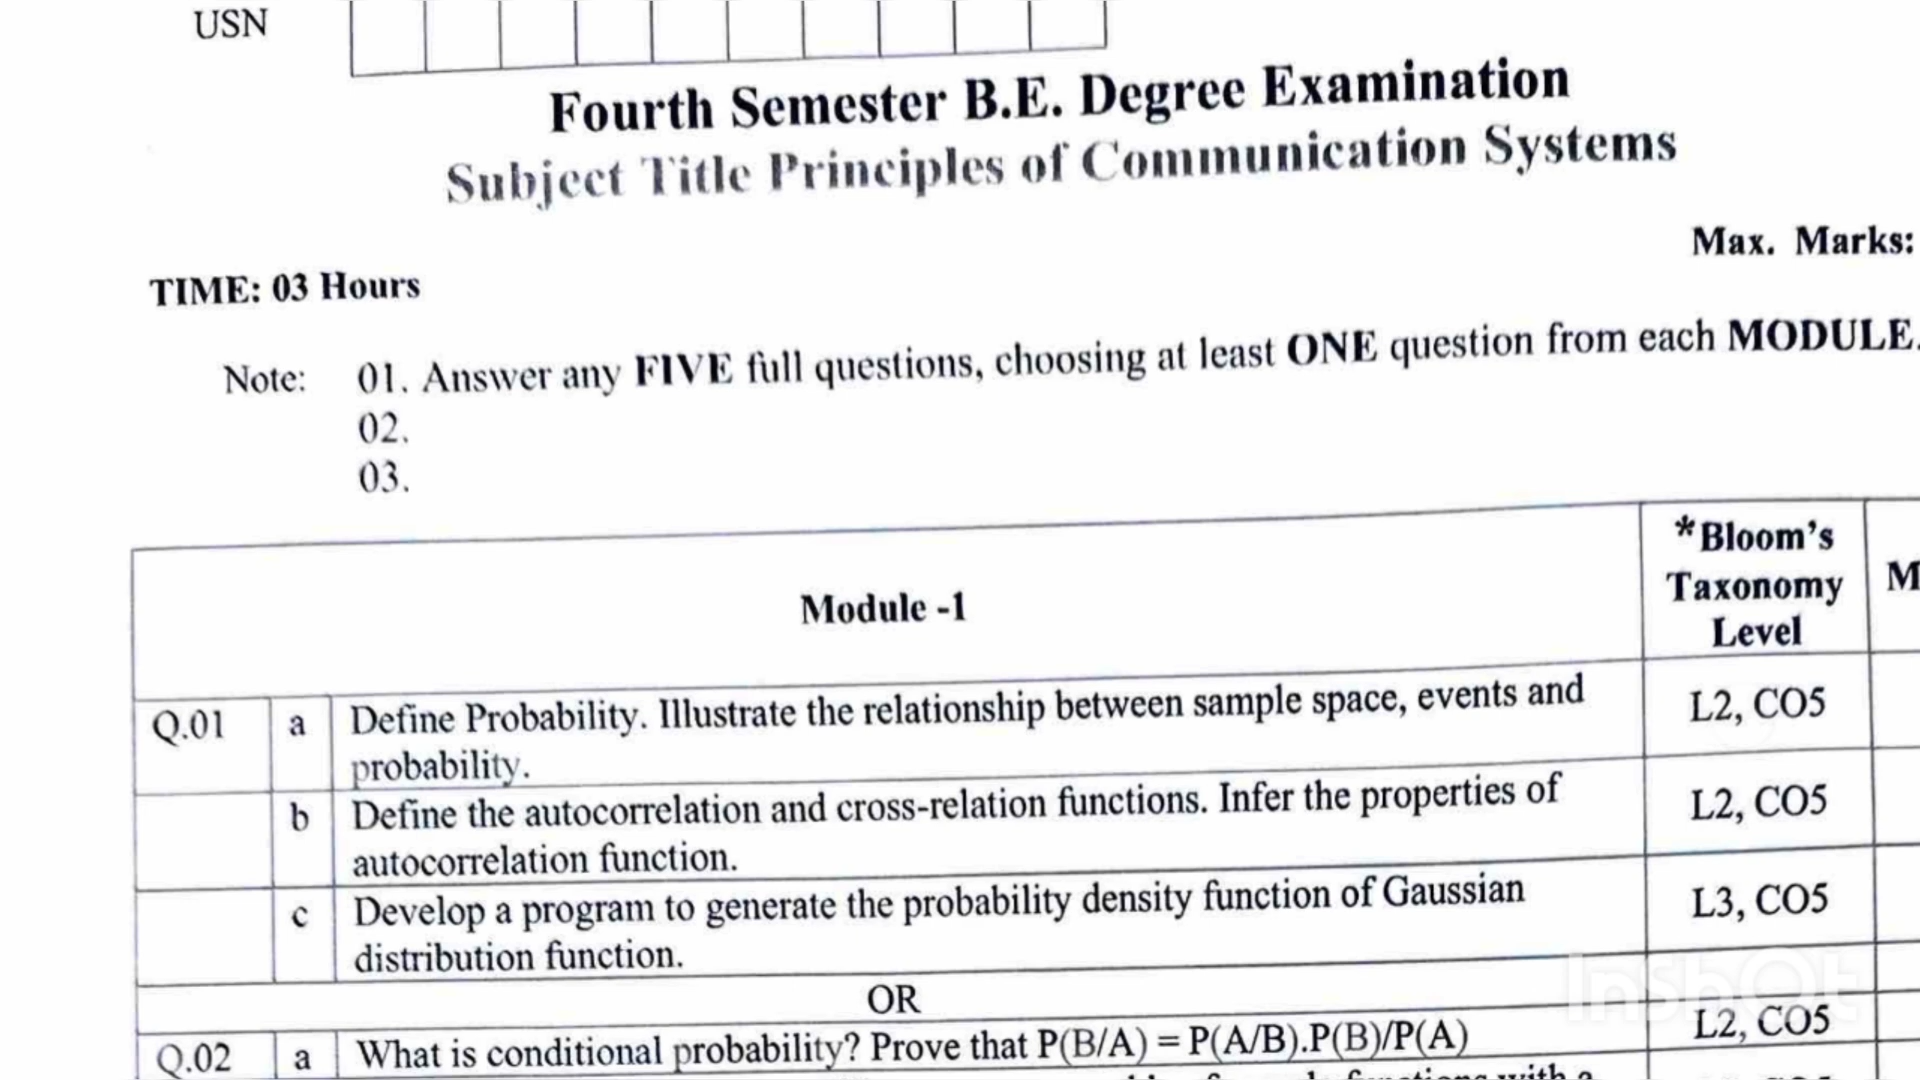 USN
Fourth Semester B.E. Degree Examination
Subject Title Principles of Communication Systems
Max. Marks:
TIME: 03 Hours
Note: 01. Answer any FIVE full questions, choosing at least ONE question from each MODULE.
02.
03.
Module -1
*Bloom's
Taxonomy
Level
M
Q.01 a Define Probability. Illustrate the relationship between sample space, events and
probability.
L2, CO5
b Define the autocorrelation and cross-relation functions. Infer the properties of
autocorrelation function.
L2, CO5
c Develop a program to generate the probability density function of Gaussian
distribution function.
L3, CO5
OR
Q.02 a What is conditional probability? Prove that P(B/A) = P(A/B).P(B)/P(A)
L2, CO5
functions with a
InShOt